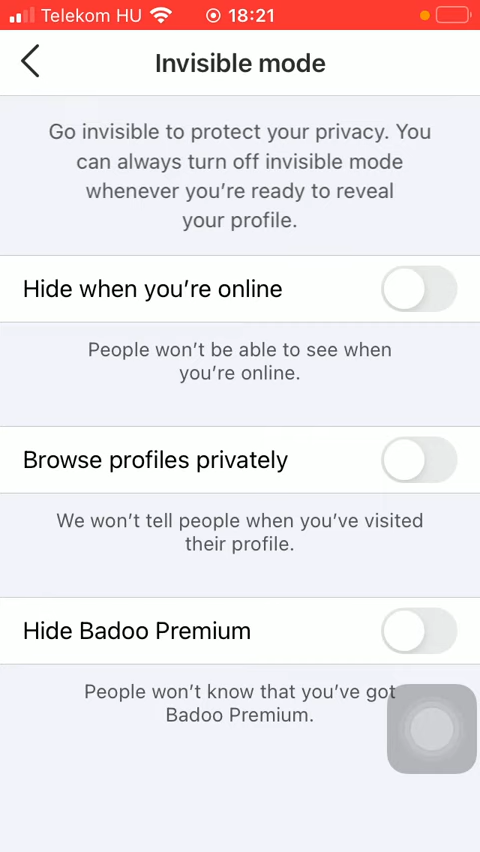 Telekom HU 18:21
Invisible mode
Go invisible to protect your privacy. You
can always turn off invisible mode
whenever you’re ready to reveal
your profile.
Hide when you’re online
People won’t be able to see when
you’re online.
Browse profiles privately
We won’t tell people when you’ve visited
their profile.
Hide Badoo Premium
People won’t know that you’ve got
Badoo Premium.